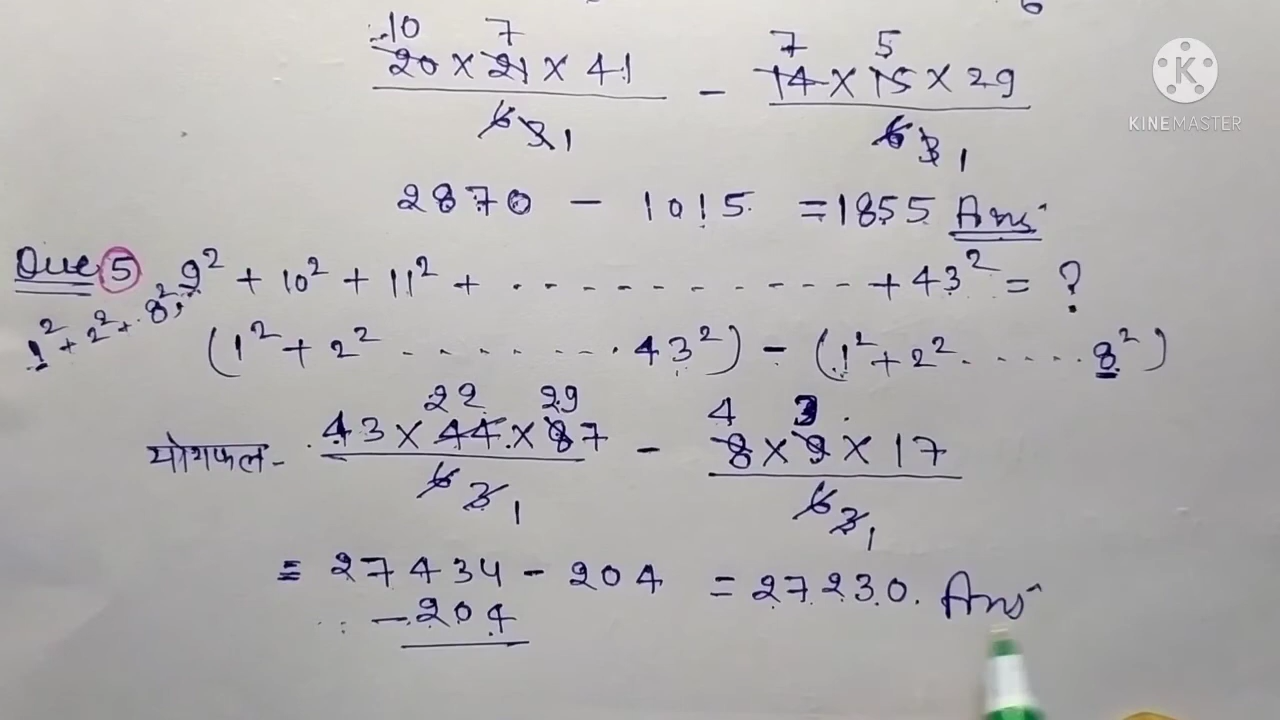 6
10 7 7 5
20 × 21 × 41 / 6 3 1 - 14 × 15 × 29 / 6 3 1
KINEMASTER
2870 - 1015 = 1855 Ans
Que 5 9² + 10² + 11² + ............ + 43² = ?
1² + 2² + .8²,
(1² + 2² ........ 43²) - (1² + 2² ...... 8²)
22 29 4 3
योगफल - 43 × 44 × 87 / 6 3 1 - 8 × 9 × 17 / 6 3 1
= 27434 - 204 = 27230. Ans
- 204